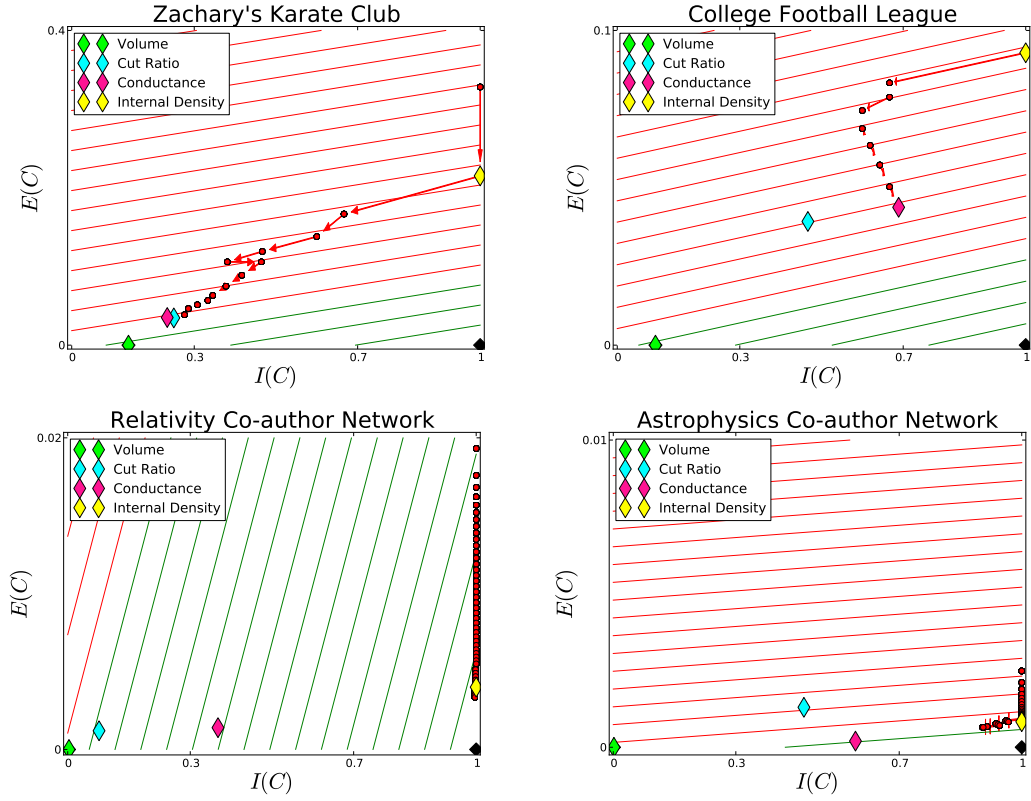 Zachary's Karate Club
0.4
Volume
Cut Ratio
Conductance
Internal Density
E(C)
0
0
0.3
0.7
1
I(C)
College Football League
0.1
Volume
Cut Ratio
Conductance
Internal Density
E(C)
0
0
0.3
0.7
1
I(C)
Relativity Co-author Network
0.02
Volume
Cut Ratio
Conductance
Internal Density
E(C)
0
0
0.3
0.7
1
I(C)
Astrophysics Co-author Network
0.01
Volume
Cut Ratio
Conductance
Internal Density
E(C)
0
0
0.3
0.7
1
I(C)